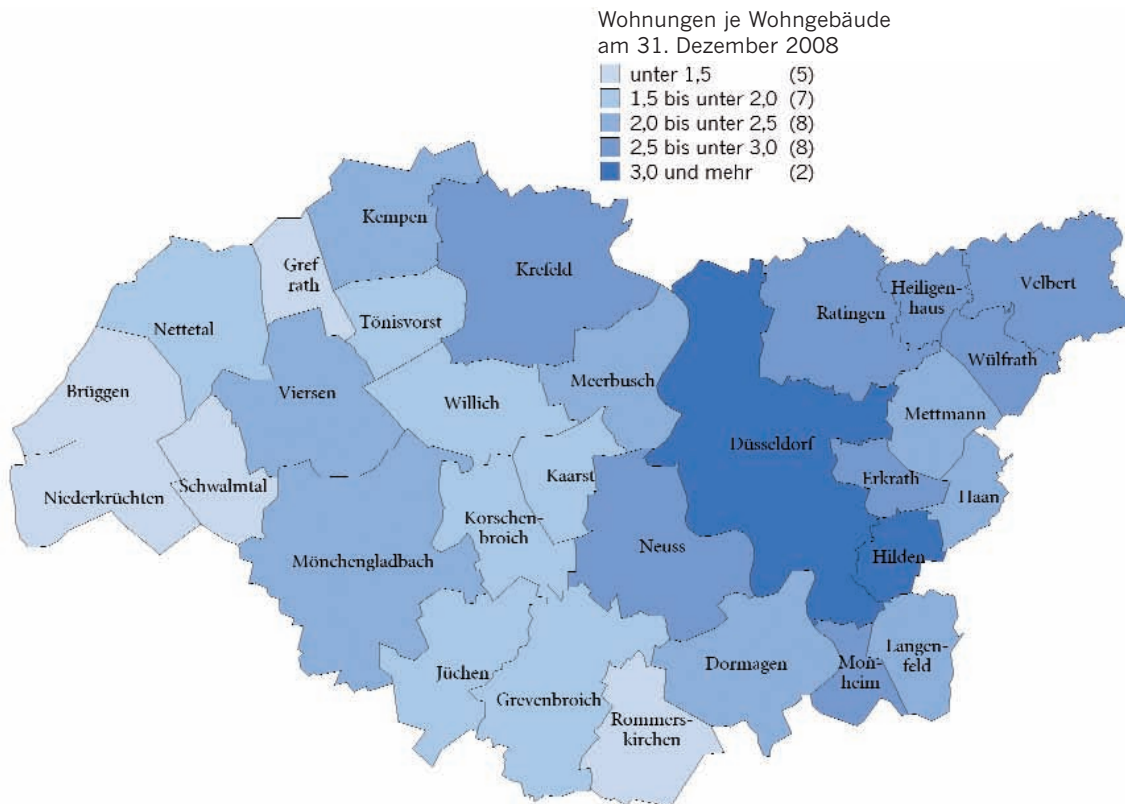 Wohnungen je Wohngebäude
am 31. Dezember 2008
unter 1,5 (5)
1,5 bis unter 2,0 (7)
2,0 bis unter 2,5 (8)
2,5 bis unter 3,0 (8)
3,0 und mehr (2)
Kempen
Gref
rath
Krefeld
Heiligen-
haus
Velbert
Nettetal
Tönisvorst
Ratingen
Wülfrath
Brüggen
Viersen
Willich
Meerbusch
Mettmann
Düsseldorf
Niederkrüchten
Schwalmtal
Kaarst
Erkrath
Haan
Korschen-
broich
Mönchengladbach
Neuss
Hilden
Jüchen
Grevenbroich
Dormagen
Mon-
heim
Langen-
feld
Rommers-
kirchen